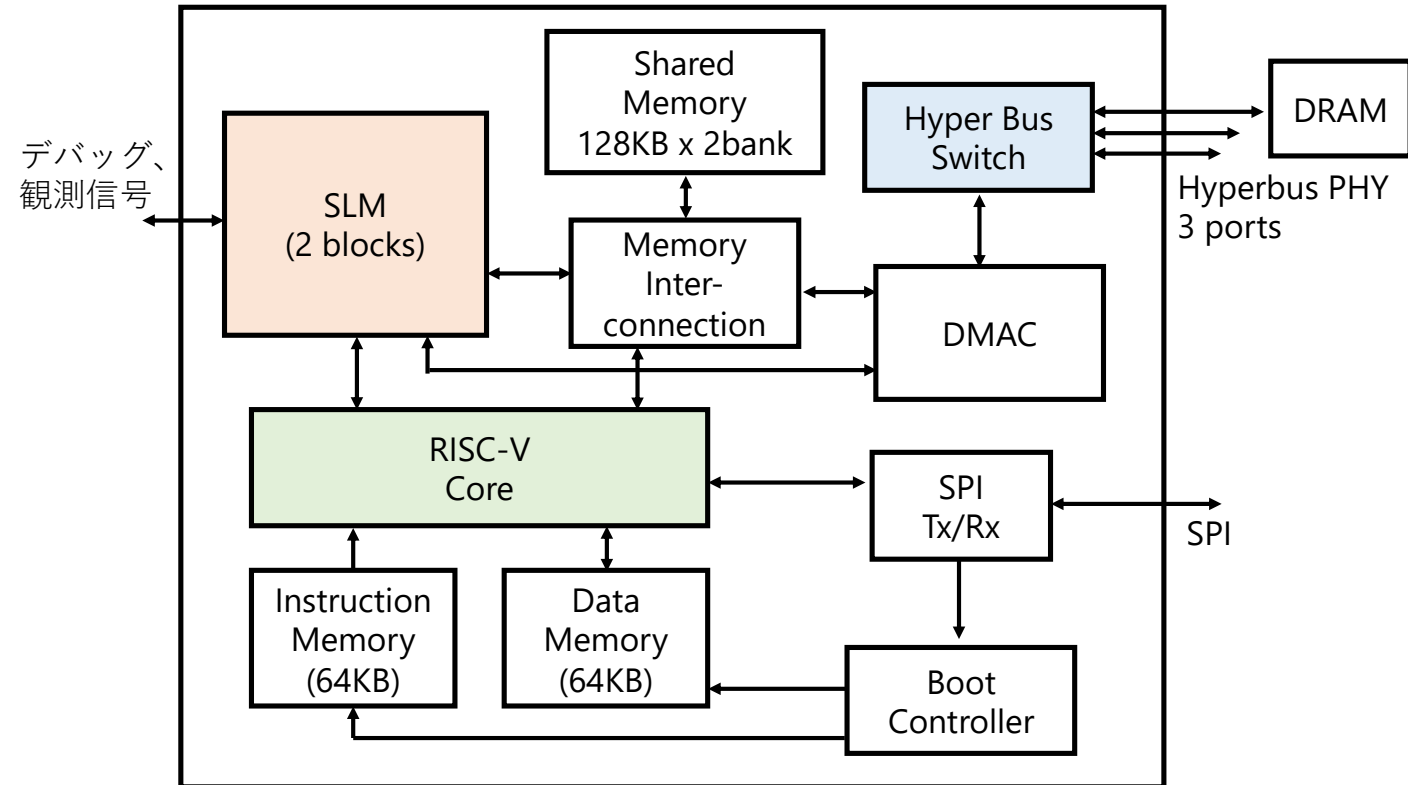 Shared
Memory
128KB x 2bank
Hyper Bus
Switch
DRAM
デバッグ、
観測信号
SLM
(2 blocks)
Hyperbus PHY
3 ports
Memory
Inter-
connection
DMAC
RISC-V
Core
SPI
Tx/Rx
SPI
Instruction
Memory
(64KB)
Data
Memory
(64KB)
Boot
Controller